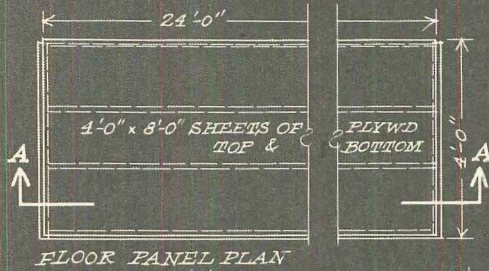 24'-0"
4'-0" x 8'-0" SHEETS OF PLYWD
TOP & BOTTOM
4'-0"
A A
FLOOR PANEL PLAN